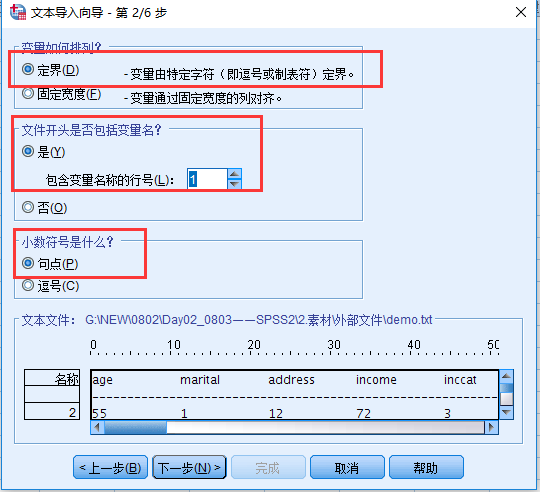 文本导入向导 - 第 2/6 步
变量如何排列?
定界(D) - 变量由特定字符（即逗号或制表符）定界。
固定宽度(F) - 变量通过固定宽度的列对齐。
文件开头是否包括变量名?
是(Y)
包含变量名称的行号(L): 1
否(O)
小数符号是什么?
句点(P)
逗号(C)
文本文件: G:\NEW\0802\Day02_0803——SPSS2\2.素材\外部文件\demo.txt
0 10 20 30 40 50
名称 age marital address income inccat
2 55 1 12 72 3
< 上一步(B) 下一步(N) > 完成 取消 帮助